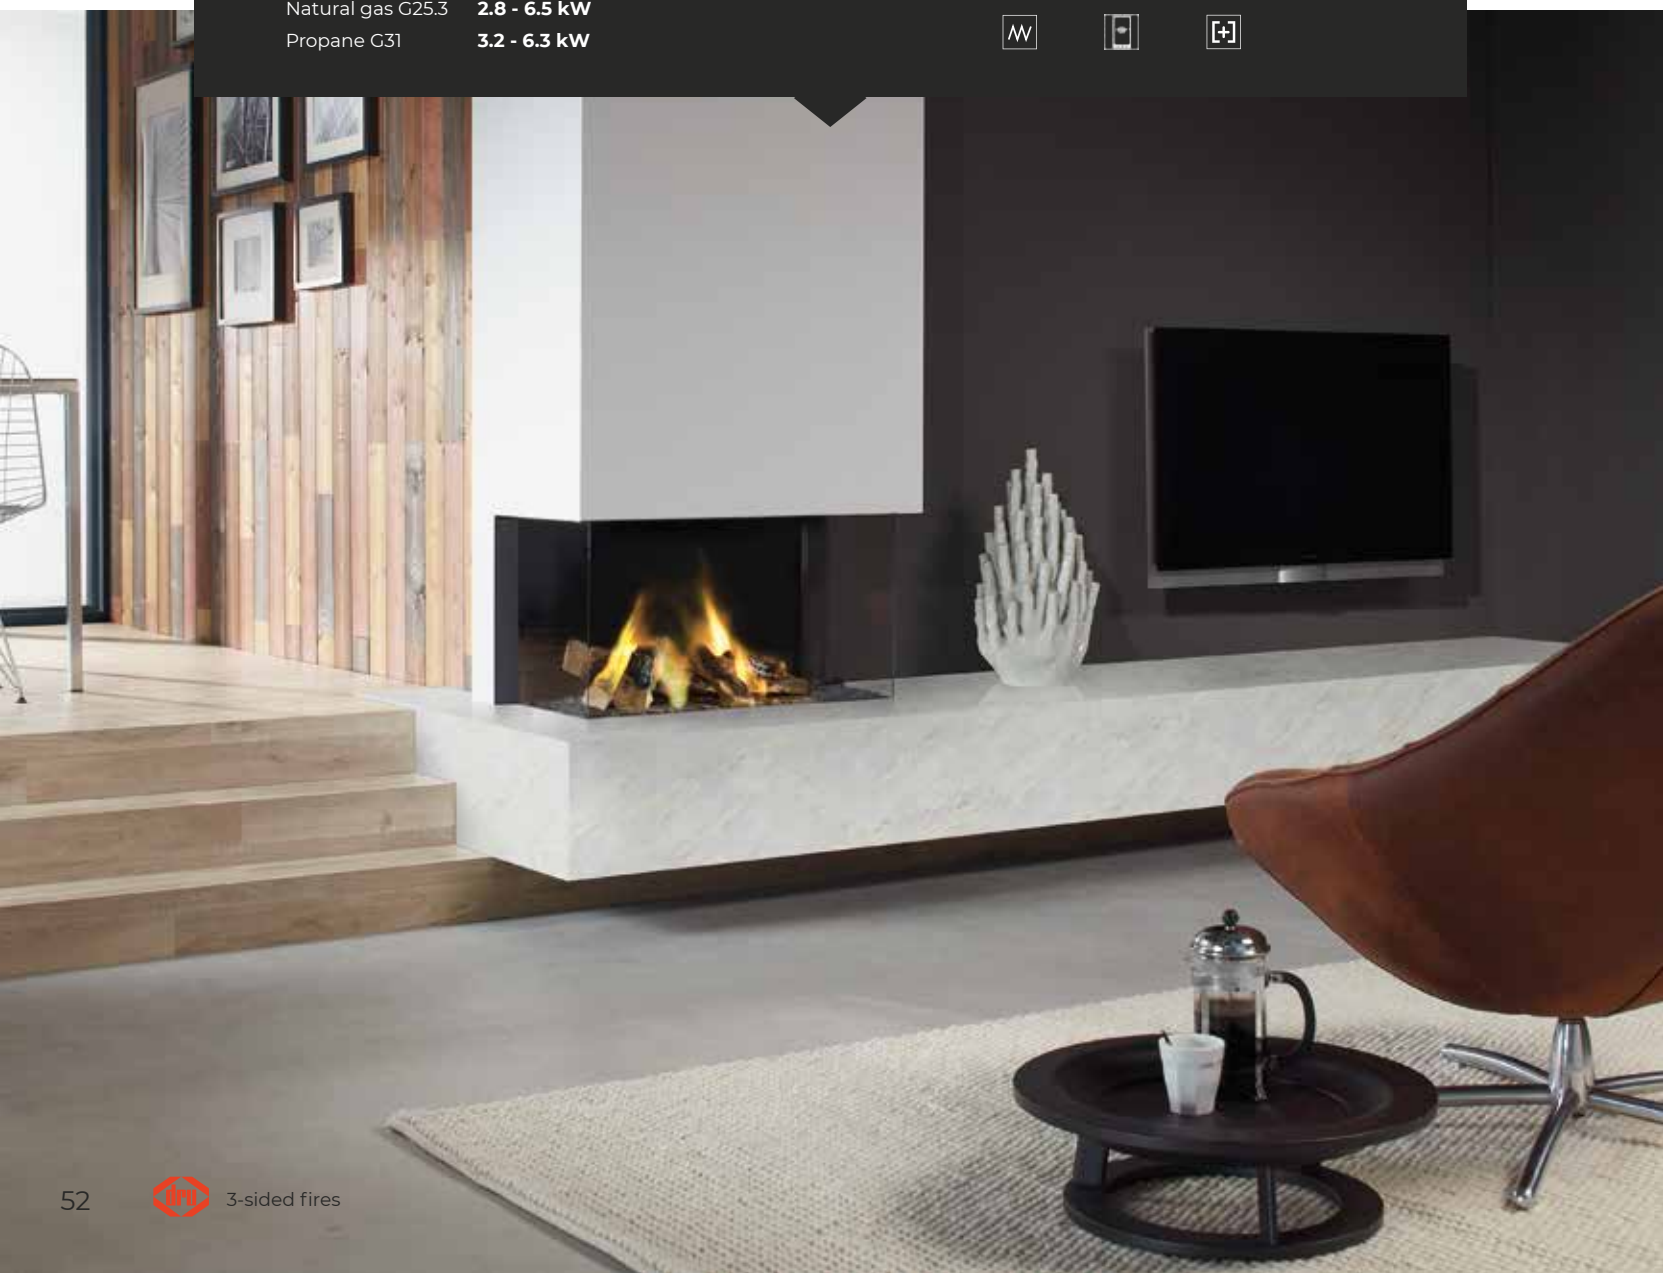 Natural gas G25.3 2.8 - 6.5 kW
Propane G31 3.2 - 6.3 kW
[+]
52 dru 3-sided fires